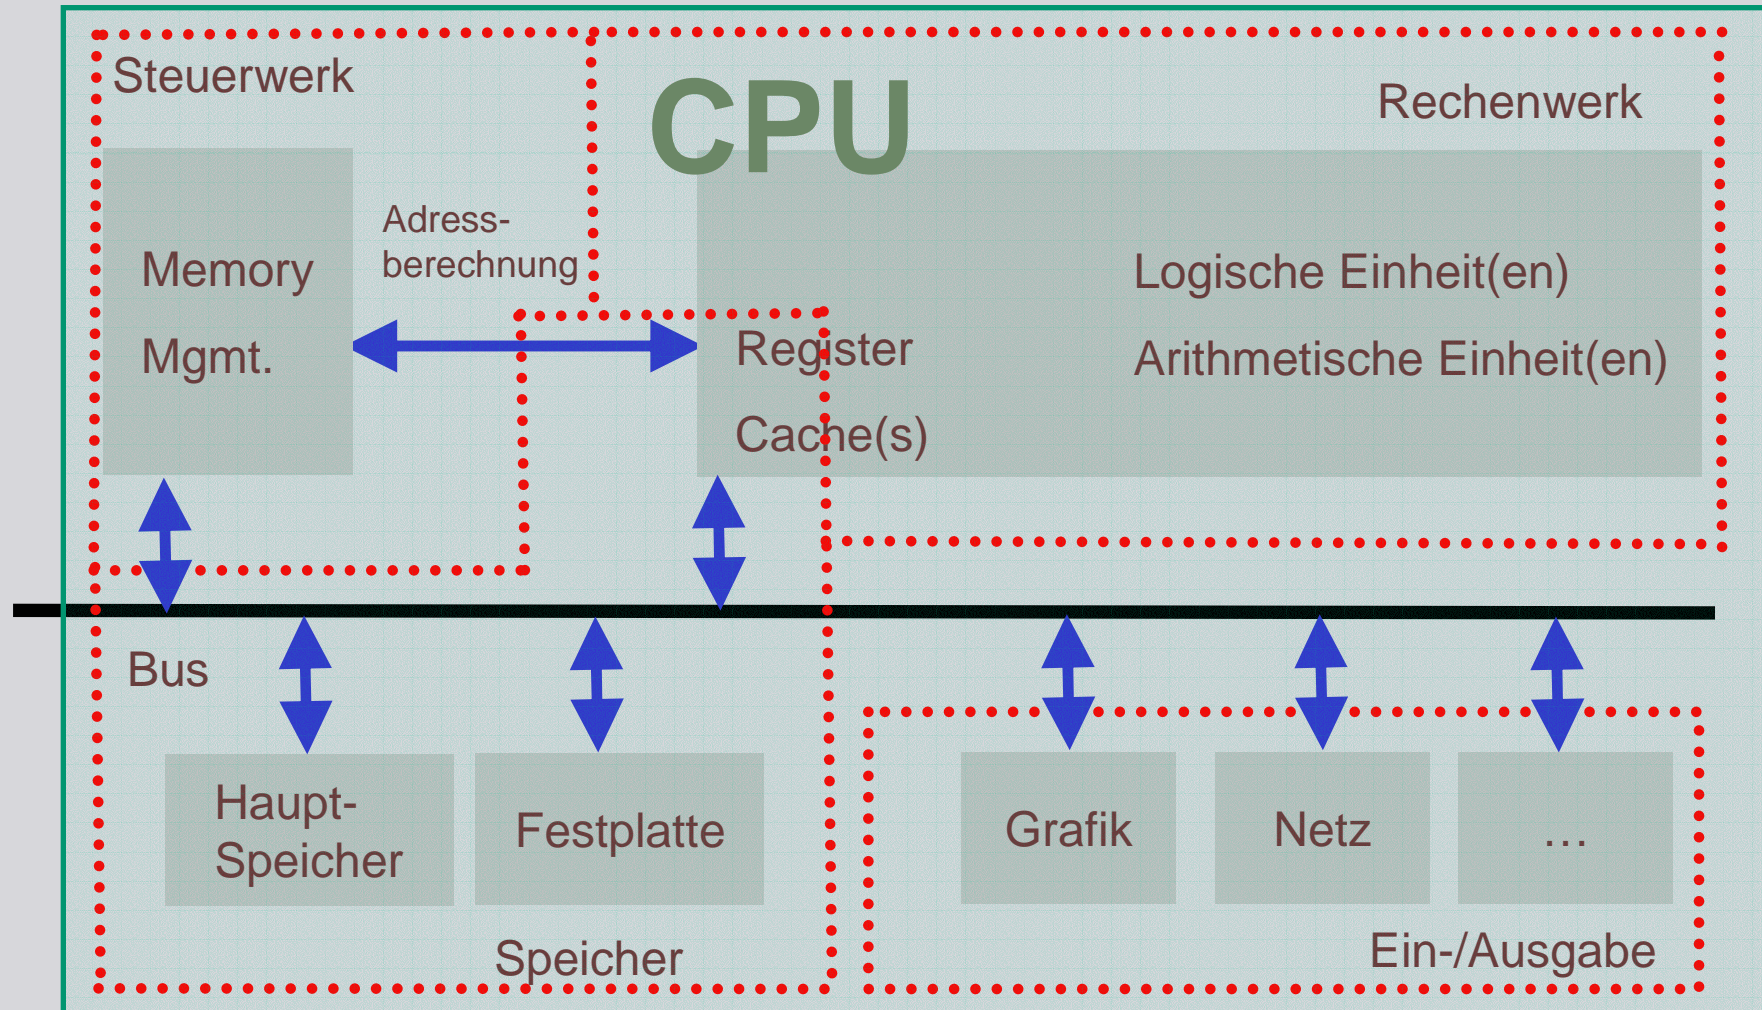 Steuerwerk
CPU
Rechenwerk
Memory
Mgmt.
Adress-
berechnung
Register
Cache(s)
Logische Einheit(en)
Arithmetische Einheit(en)
Bus
Haupt-
Speicher
Festplatte
Speicher
Grafik
Netz
…
Ein-/Ausgabe